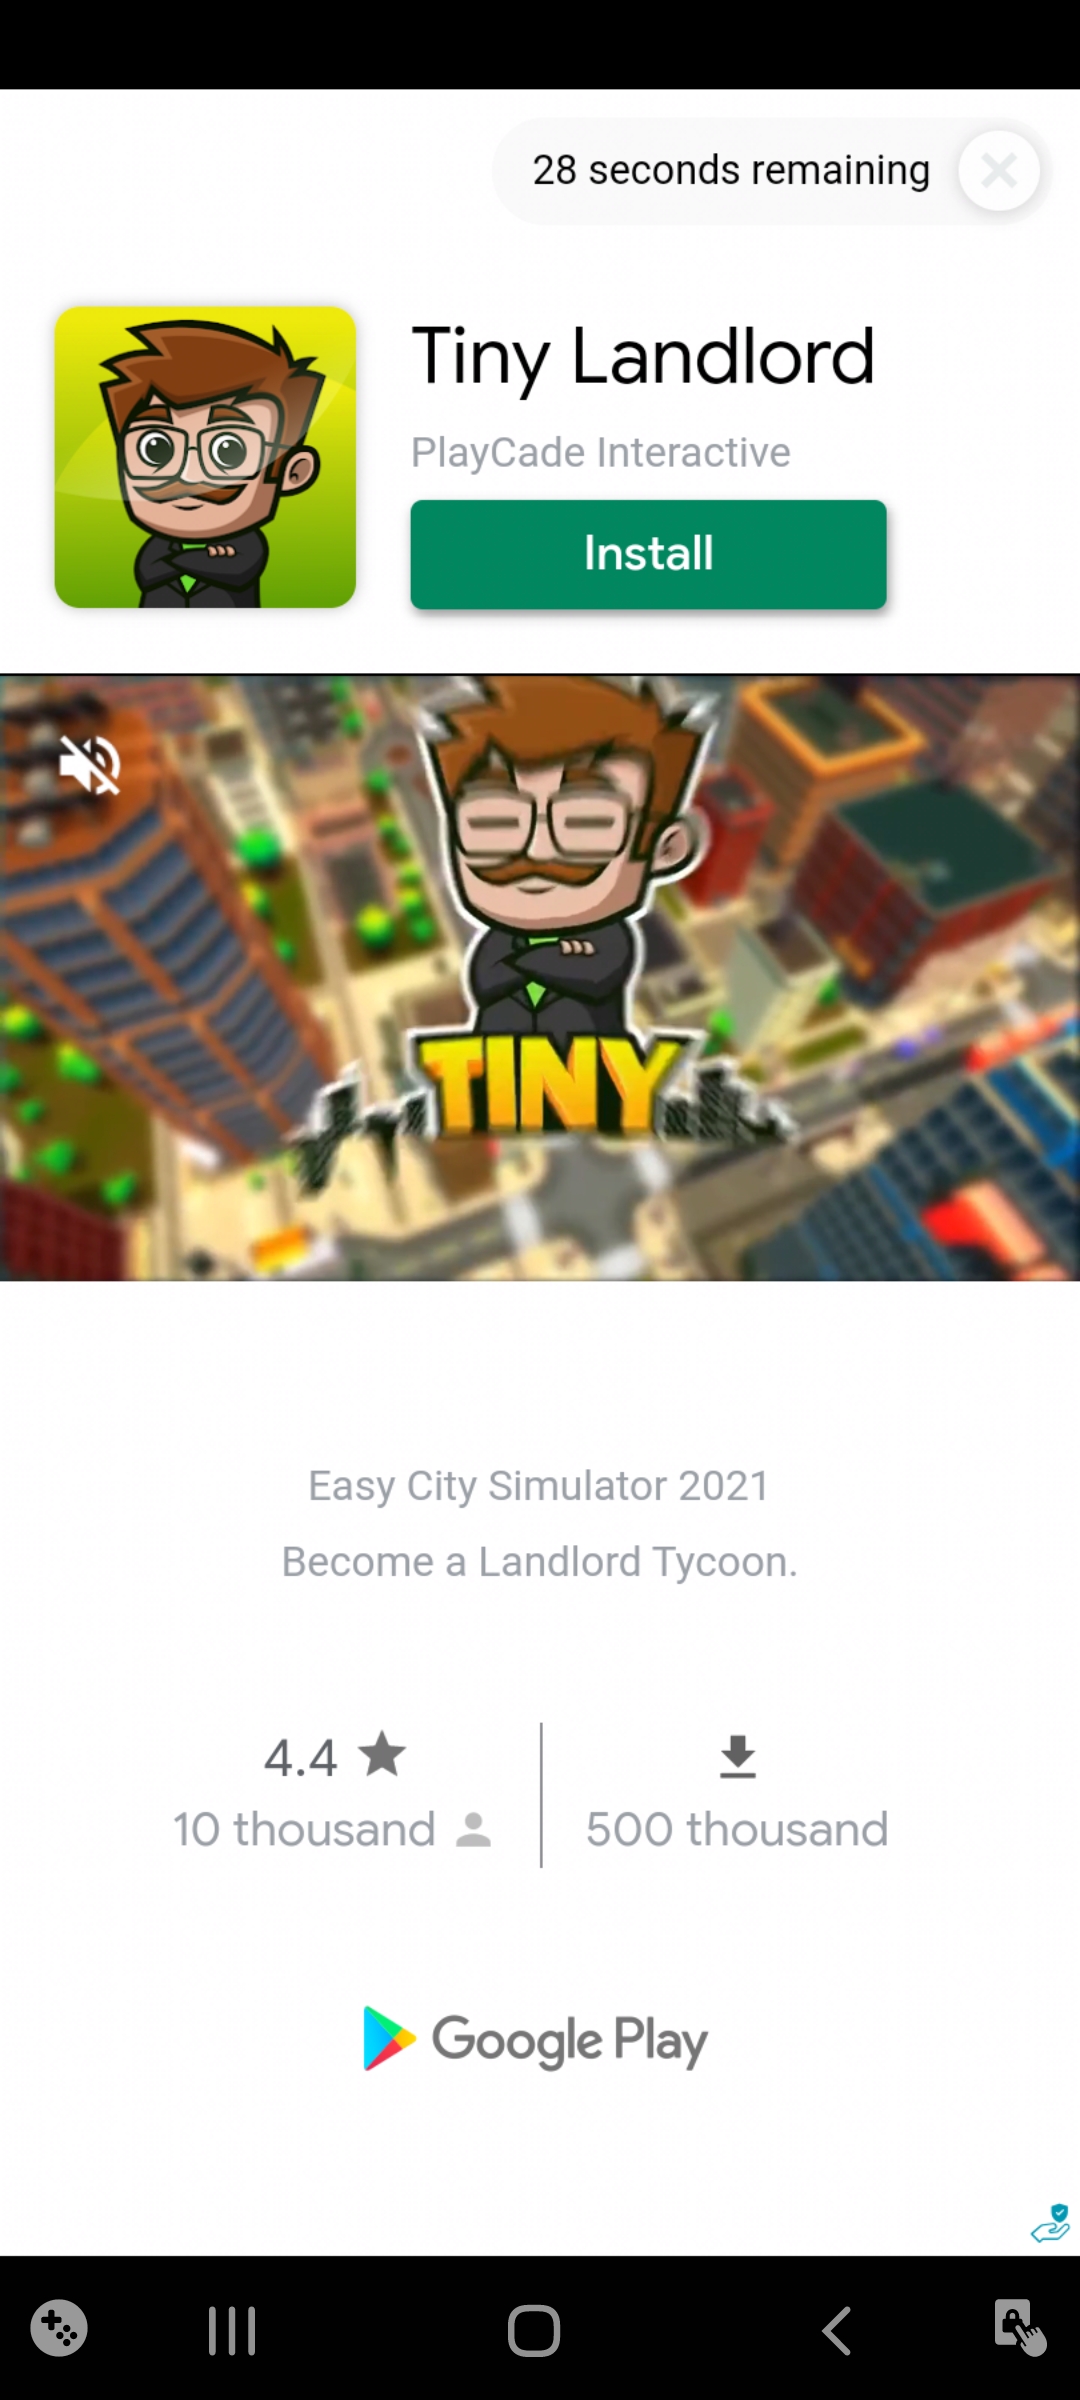 28 seconds remaining
Tiny Landlord
PlayCade Interactive
Install
TINY
Easy City Simulator 2021
Become a Landlord Tycoon.
4.4
10 thousand
500 thousand
Google Play